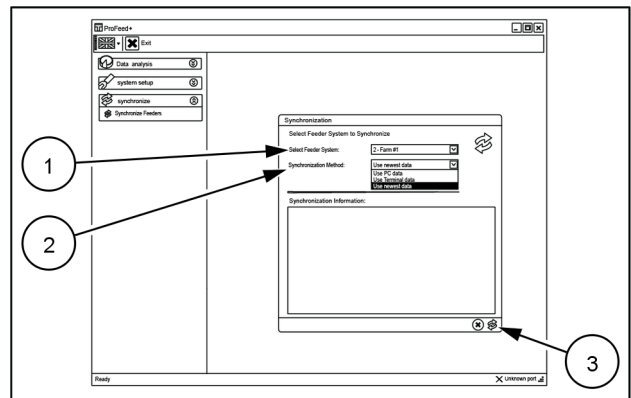 ProFeed+
Exit
Data analysis
system setup
synchronize
Synchronize Feeders
Synchronization
Select Feeder System to Synchronize
Select Feeder System: 2 - Farm #1
Synchronization Method: Use newest data
Use PC data
Use Terminal data
Use newest data
Synchronization Information:
1
2
3
Ready
Unknown port